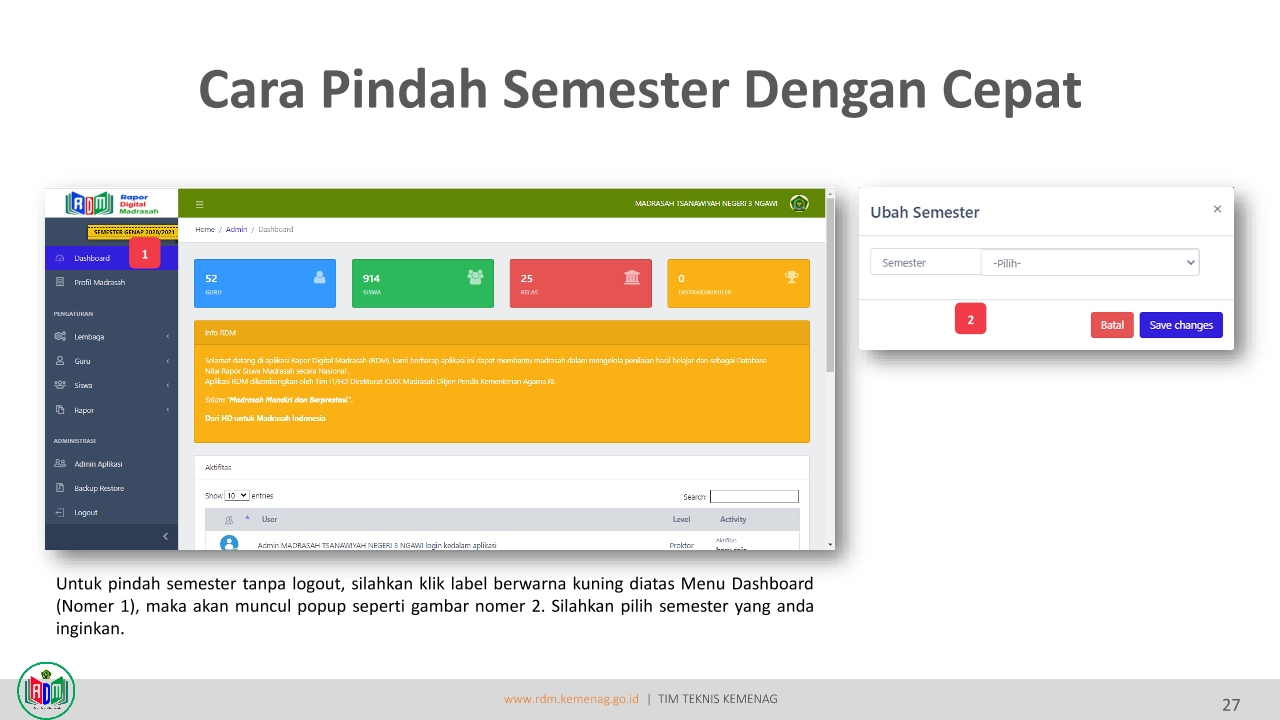 Cara Pindah Semester Dengan Cepat
RDM
Rapor
Digital
Madrasah
MADRASAH TSANAWIYAH NEGERI 3 NGAWI
SEMESTER GENAP 2020/2021
1
Home / Admin / Dashboard
Dashboard
Profil Madrasah
PENGATURAN
Lembaga
Guru
Siswa
Rapor
ADMINISTRASI
Admin Aplikasi
Backup Restore
Logout
52
GURU
914
SISWA
25
KELAS
0
EKSTRAKURIKULER
Info RDM
Selamat datang di aplikasi Rapor Digital Madrasah (RDM), kami berharap aplikasi ini dapat membantu madrasah dalam mengelola penilaian hasil belajar dan sebagai Database
Nilai Rapor Siswa Madrasah secara Nasional .
Aplikasi RDM dikembangkan oleh Tim IT/HD Direktorat KSKK Madrasah Ditjen Pendis Kementerian Agama RI.
Salam "Madrasah Mandiri dan Berprestasi".
Dari HD untuk Madrasah Indonesia
Aktifitas
Show 10 entries
Search:
User Level Activity
Admin MADRASAH TSANAWIYAH NEGERI 3 NGAWI login kedalam aplikasi Proktor Aktifitas
baru saja
Ubah Semester ×
Semester -Pilih-
2
Batal Save changes
Untuk pindah semester tanpa logout, silahkan klik label berwarna kuning diatas Menu Dashboard
(Nomer 1), maka akan muncul popup seperti gambar nomer 2. Silahkan pilih semester yang anda
inginkan.
RDM
www.rdm.kemenag.go.id | TIM TEKNIS KEMENAG
27